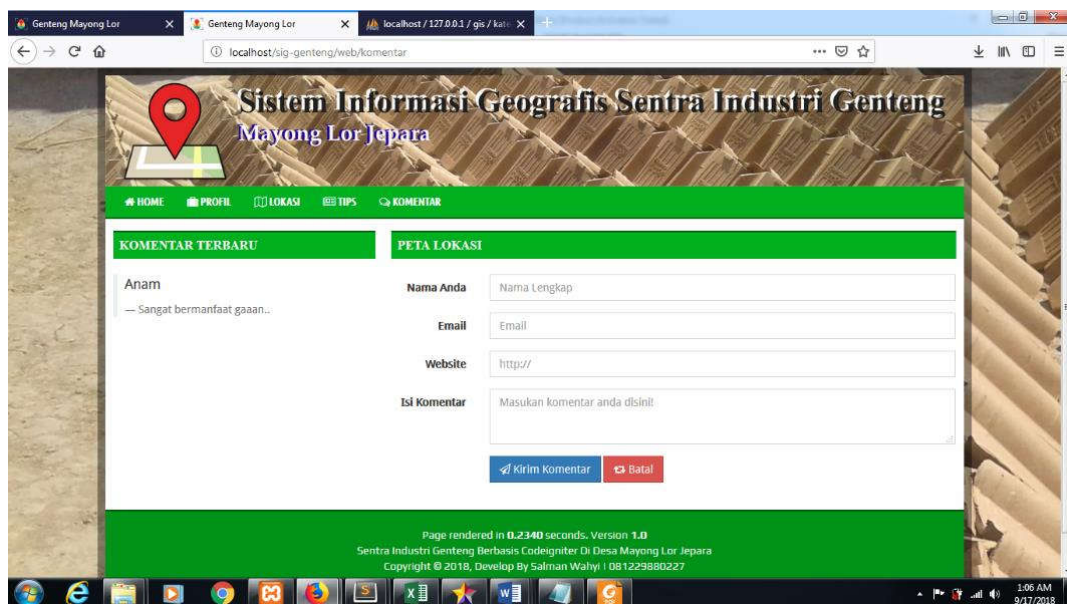 Genteng Mayong Lor
Genteng Mayong Lor
localhost / 127.0.0.1 / gis / kate
localhost/sig-genteng/web/komentar
Sistem Informasi Geografis Sentra Industri Genteng
Mayong Lor Jepara
HOME PROFIL LOKASI TIPS KOMENTAR
KOMENTAR TERBARU
Anam
— Sangat bermanfaat gaaan..
PETA LOKASI
Nama Anda Nama Lengkap
Email Email
Website http://
Isi Komentar Masukan komentar anda disini!
Kirim Komentar Batal
Page rendered in 0.2340 seconds. Version 1.0
Sentra Industri Genteng Berbasis Codeigniter Di Desa Mayong Lor Jepara
Copyright © 2018, Develop By Salman Wahyi | 081229880227
1:06 AM
9/17/2018